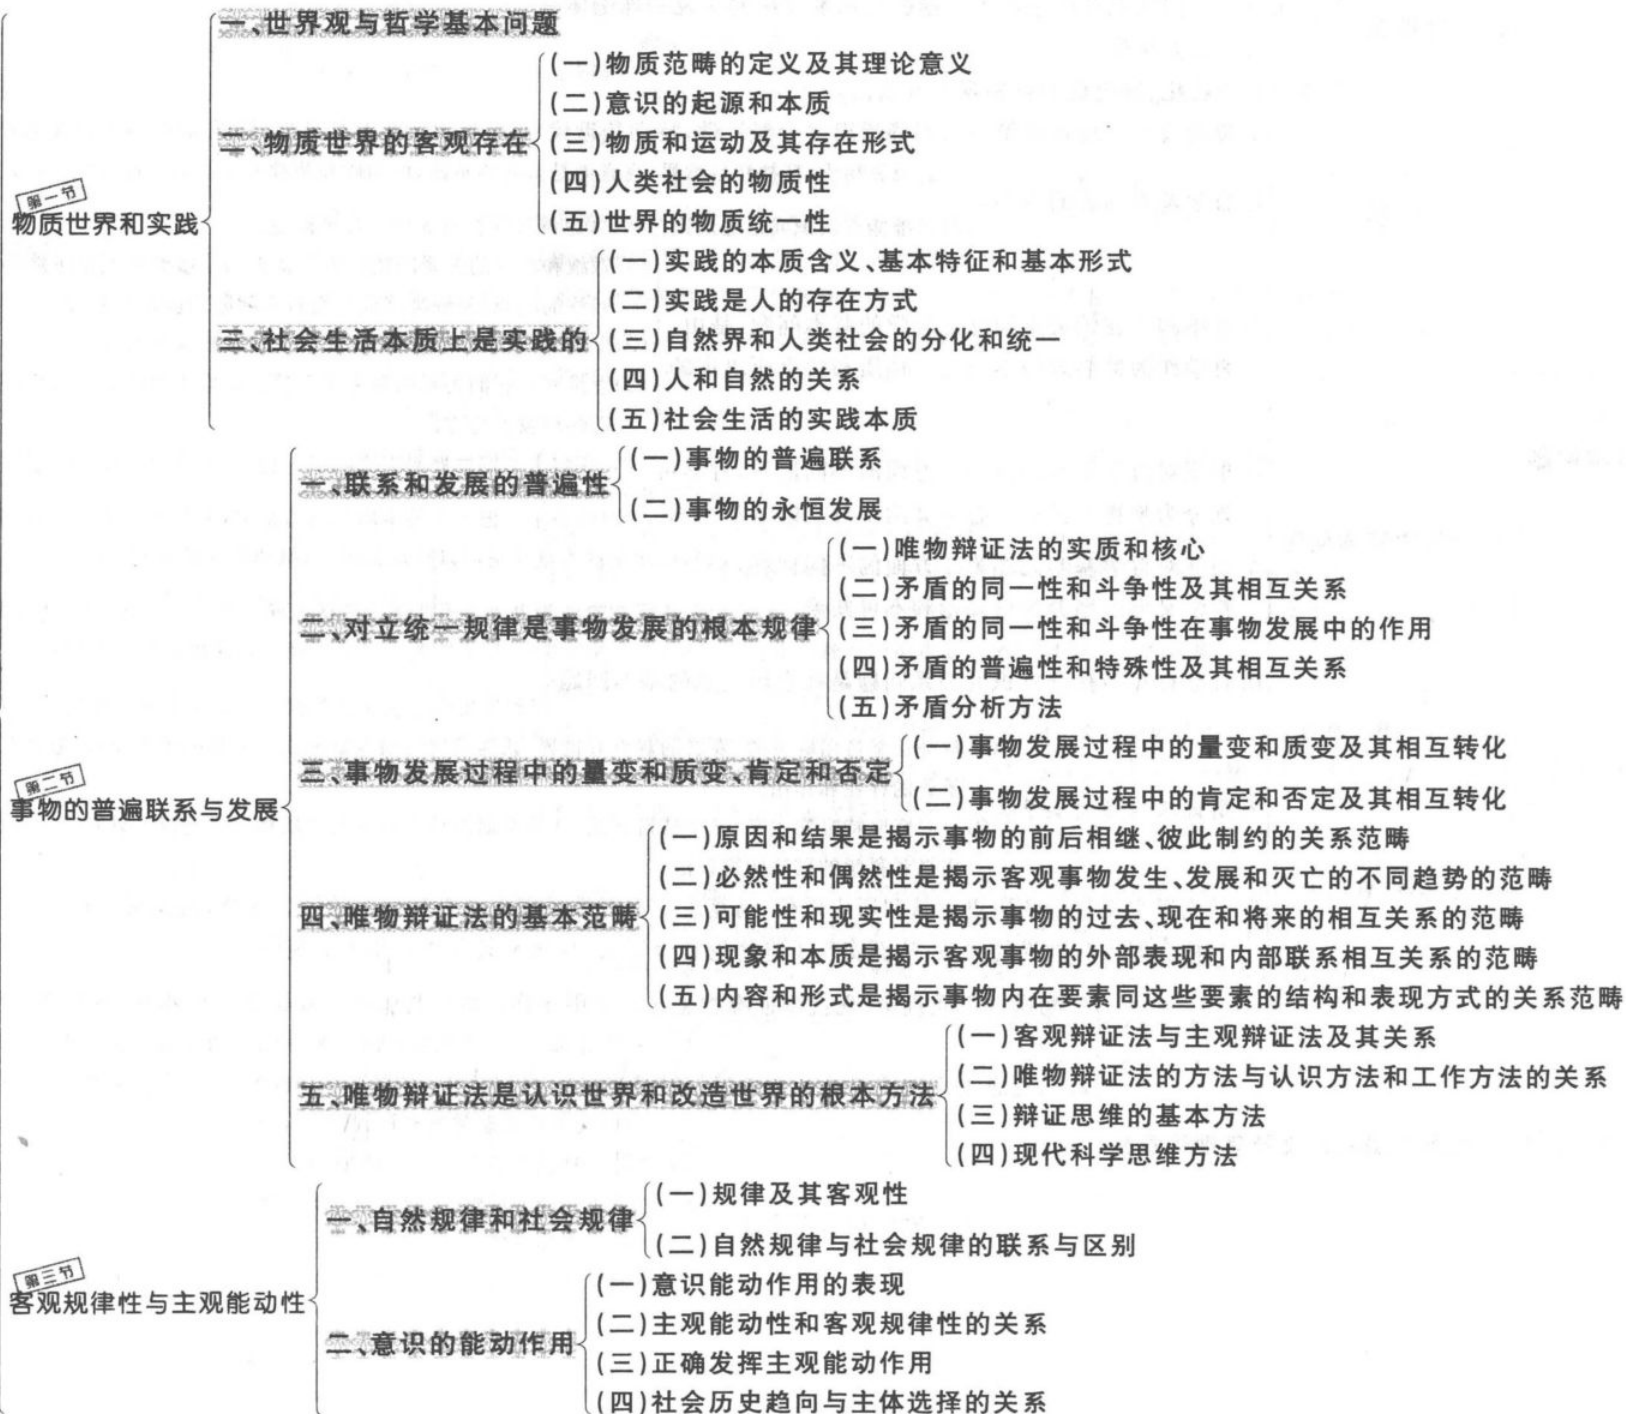 第一节
物质世界和实践
一、世界观与哲学基本问题
二、物质世界的客观存在
(一)物质范畴的定义及其理论意义
(二)意识的起源和本质
(三)物质和运动及其存在形式
(四)人类社会的物质性
(五)世界的物质统一性
三、社会生活本质上是实践的
(一)实践的本质含义、基本特征和基本形式
(二)实践是人的存在方式
(三)自然界和人类社会的分化和统一
(四)人和自然的关系
(五)社会生活的实践本质
第二节
事物的普遍联系与发展
一、联系和发展的普遍性
(一)事物的普遍联系
(二)事物的永恒发展
二、对立统一规律是事物发展的根本规律
(一)唯物辩证法的实质和核心
(二)矛盾的同一性和斗争性及其相互关系
(三)矛盾的同一性和斗争性在事物发展中的作用
(四)矛盾的普遍性和特殊性及其相互关系
(五)矛盾分析方法
三、事物发展过程中的量变和质变、肯定和否定
(一)事物发展过程中的量变和质变及其相互转化
(二)事物发展过程中的肯定和否定及其相互转化
四、唯物辩证法的基本范畴
(一)原因和结果是揭示事物的前后相继、彼此制约的关系范畴
(二)必然性和偶然性是揭示客观事物发生、发展和灭亡的不同趋势的范畴
(三)可能性和现实性是揭示事物的过去、现在和将来的相互关系的范畴
(四)现象和本质是揭示客观事物的外部表现和内部联系相互关系的范畴
(五)内容和形式是揭示事物内在要素同这些要素的结构和表现方式的关系范畴
五、唯物辩证法是认识世界和改造世界的根本方法
(一)客观辩证法与主观辩证法及其关系
(二)唯物辩证法的方法与认识方法和工作方法的关系
(三)辩证思维的基本方法
(四)现代科学思维方法
第三节
客观规律性与主观能动性
一、自然规律和社会规律
(一)规律及其客观性
(二)自然规律与社会规律的联系与区别
二、意识的能动作用
(一)意识能动作用的表现
(二)主观能动性和客观规律性的关系
(三)正确发挥主观能动作用
(四)社会历史趋向与主体选择的关系